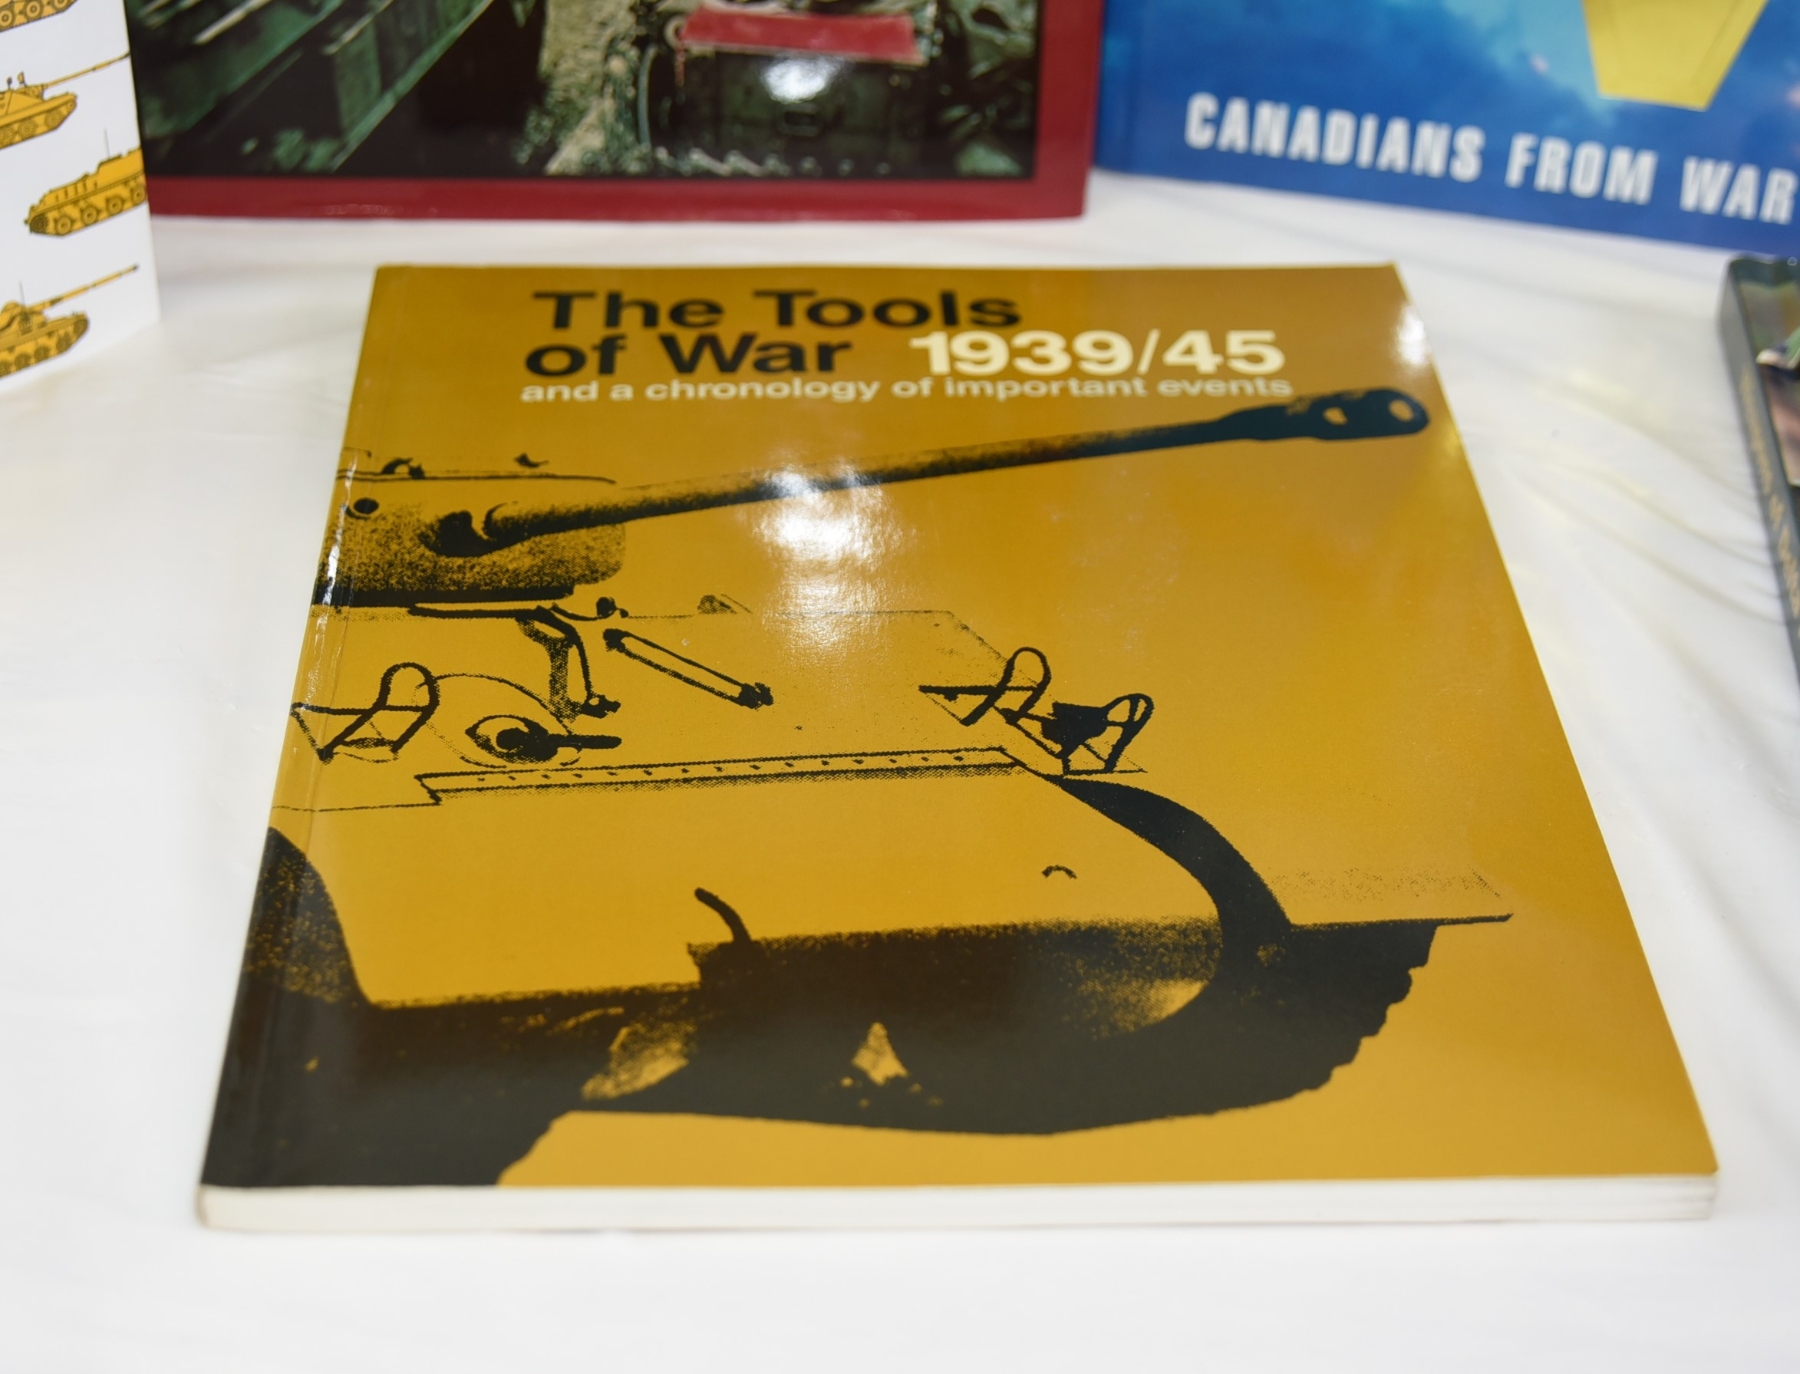 CANADIANS FROM WAR
The Tools
of War 1939/45
and a chronology of important events